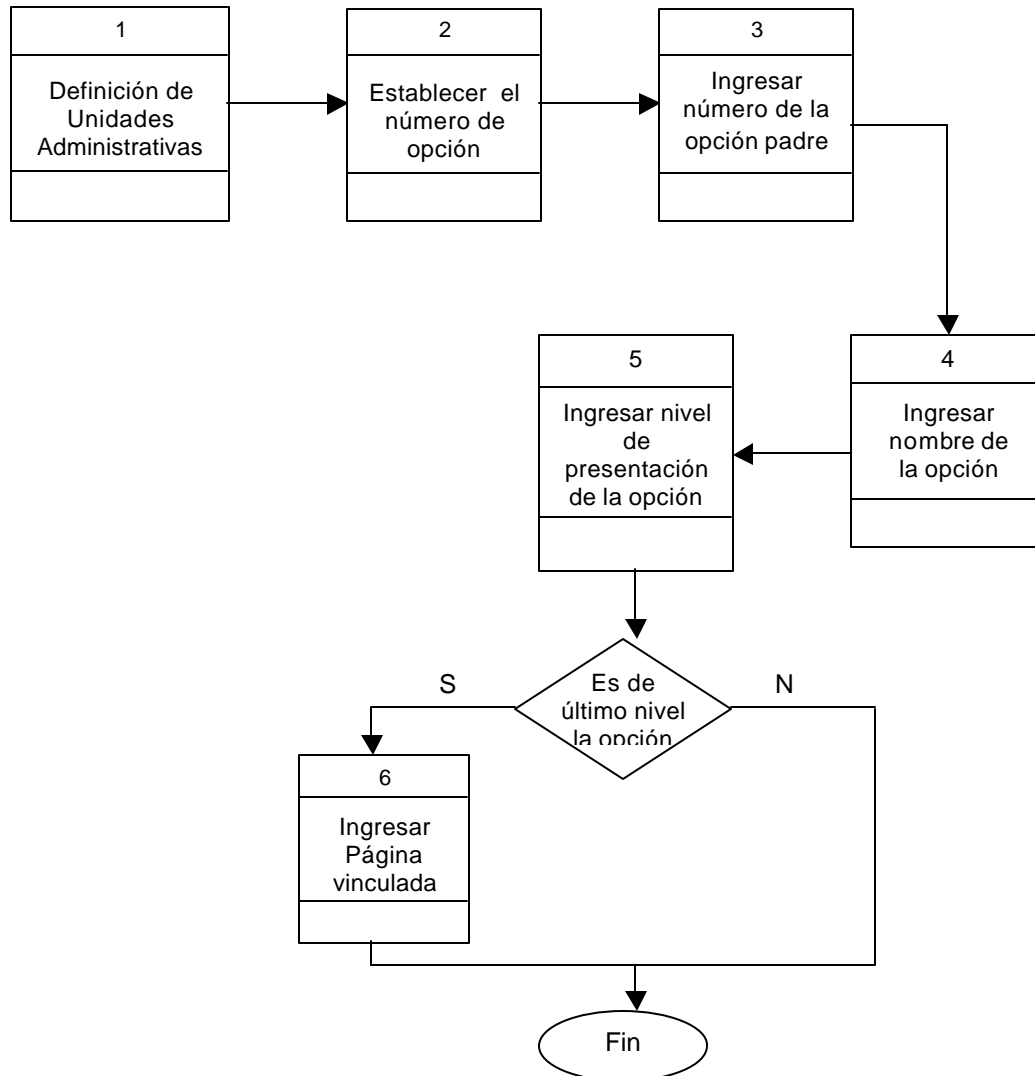 1
Definición de
Unidades
Administrativas
2
Establecer el
número de
opción
3
Ingresar
número de la
opción padre
4
Ingresar
nombre de
la opción
5
Ingresar nivel
de
presentación
de la opción
Es de
último nivel
la opción
S
N
6
Ingresar
Página
vinculada
Fin